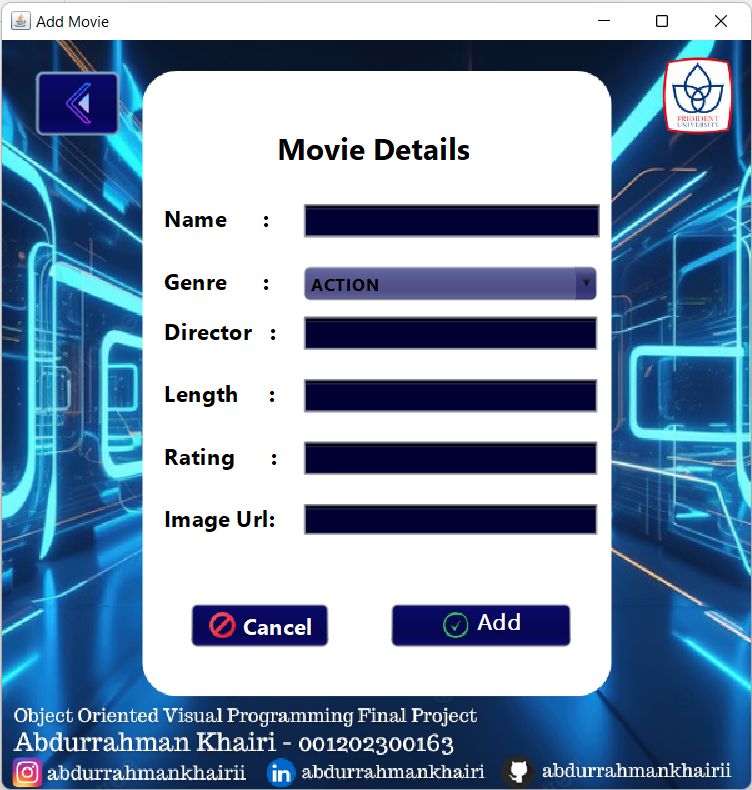 Add Movie
PRESIDENT
UNIVERSITY
Movie Details
Name :
Genre :
ACTION
Director :
Length :
Rating :
Image Url:
Cancel
Add
Object Oriented Visual Programming Final Project
Abdurrahman Khairi - 001202300163
abdurrahmankhairii in abdurrahmankhairi abdurrahmankhairii